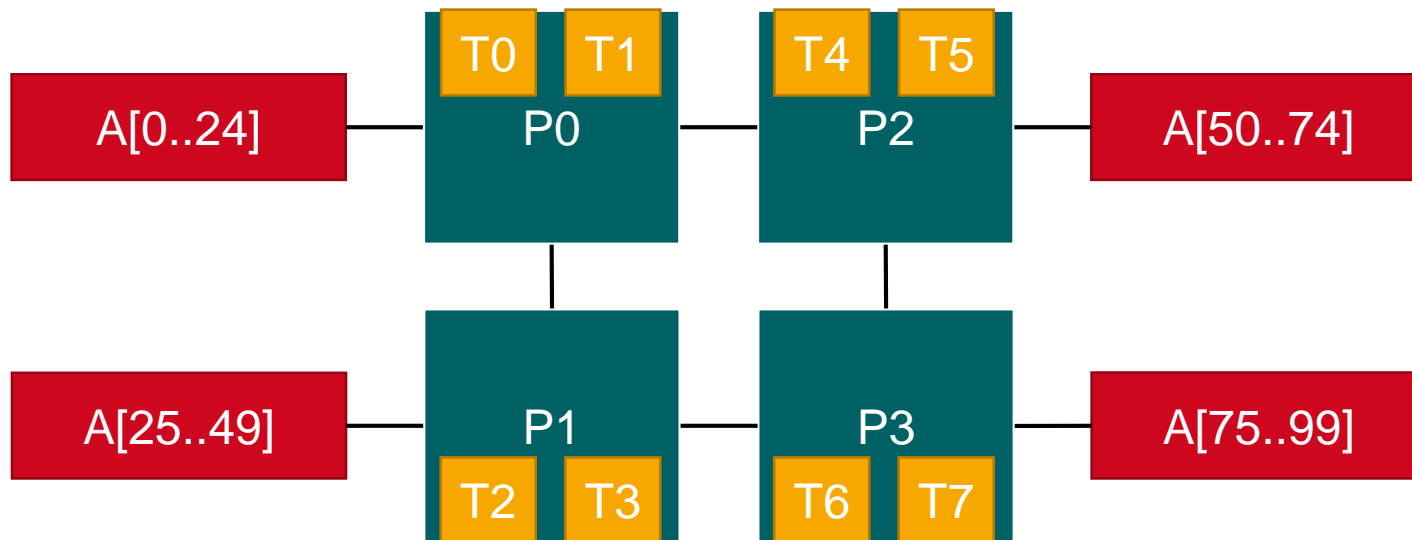 T0 T1 T4 T5
A[0..24] P0 P2 A[50..74]
A[25..49] P1 P3 A[75..99]
T2 T3 T6 T7